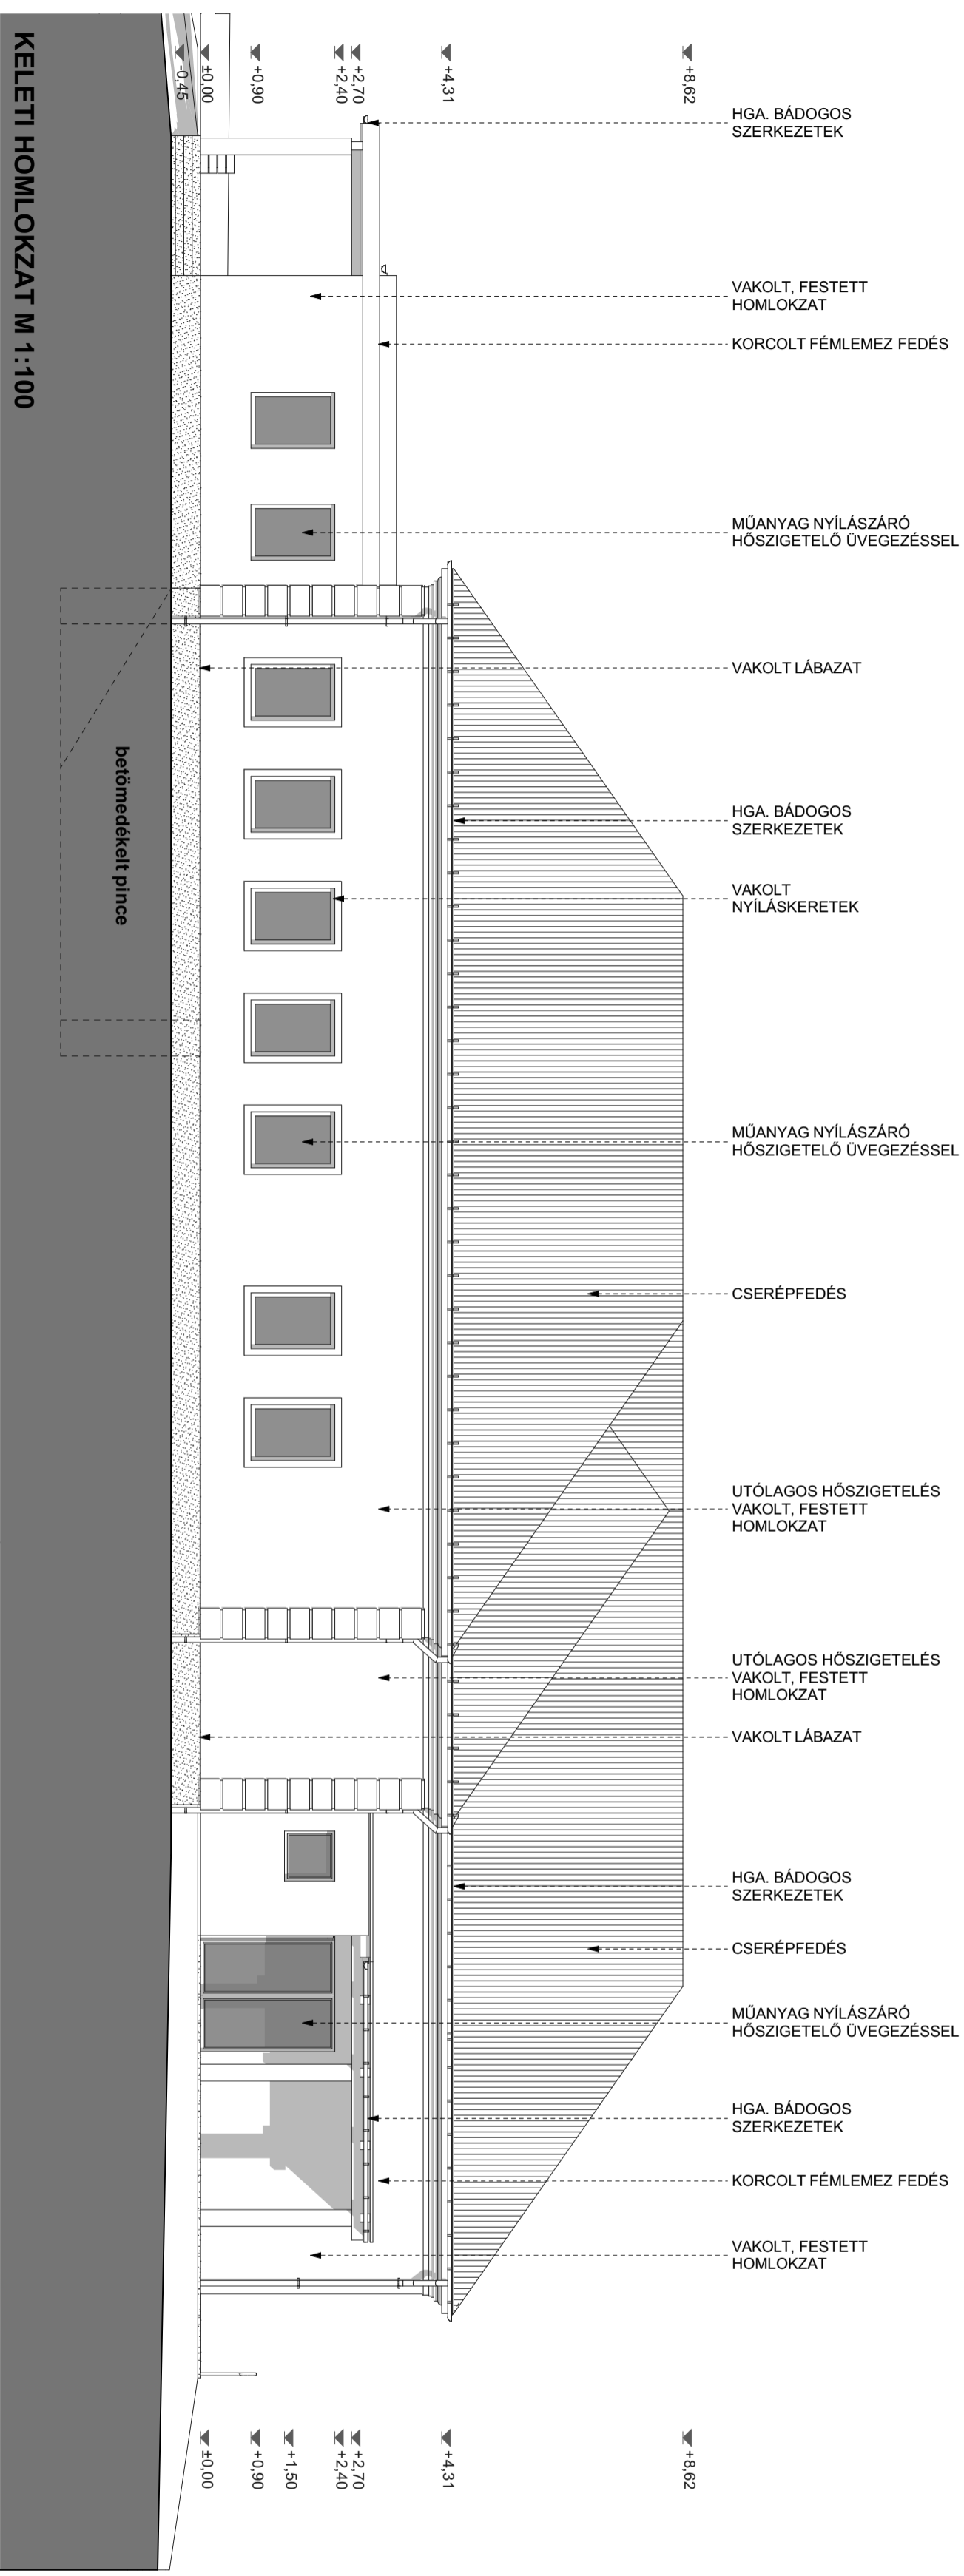 -0,45
±0,00
+0,90
+2,40
+2,70
+4,31
+8,62
HGA. BÁDOGOS
SZERKEZETEK
VAKOLT, FESTETT
HOMLOKZAT
KORCOLT FÉMLEMEZ FEDÉS
MŰANYAG NYÍLÁSZÁRÓ
HŐSZIGETELŐ ÜVEGEZÉSSEL
VAKOLT LÁBAZAT
HGA. BÁDOGOS
SZERKEZETEK
VAKOLT
NYÍLÁSKERETEK
MŰANYAG NYÍLÁSZÁRÓ
HŐSZIGETELŐ ÜVEGEZÉSSEL
CSERÉPFEDÉS
UTÓLAGOS HŐSZIGETELÉS
VAKOLT, FESTETT
HOMLOKZAT
UTÓLAGOS HŐSZIGETELÉS
VAKOLT, FESTETT
HOMLOKZAT
VAKOLT LÁBAZAT
HGA. BÁDOGOS
SZERKEZETEK
CSERÉPFEDÉS
MŰANYAG NYÍLÁSZÁRÓ
HŐSZIGETELŐ ÜVEGEZÉSSEL
HGA. BÁDOGOS
SZERKEZETEK
KORCOLT FÉMLEMEZ FEDÉS
VAKOLT, FESTETT
HOMLOKZAT
betömedékelt pince
KELETI HOMLOKZAT M 1:100
±0,00
+0,90
+1,50
+2,40
+2,70
+4,31
+8,62